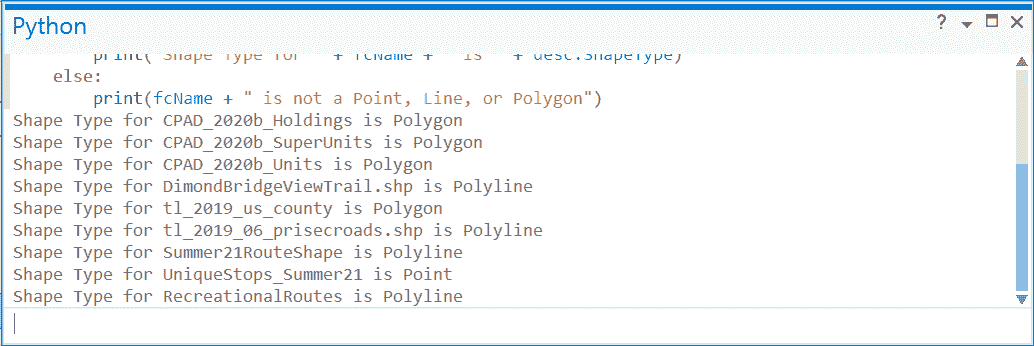 Python
print("Shape Type for " + fcName + " is " + desc.ShapeType)
else:
print(fcName + " is not a Point, Line, or Polygon")
Shape Type for CPAD_2020b_Holdings is Polygon
Shape Type for CPAD_2020b_SuperUnits is Polygon
Shape Type for CPAD_2020b_Units is Polygon
Shape Type for DimondBridgeViewTrail.shp is Polyline
Shape Type for tl_2019_us_county is Polygon
Shape Type for tl_2019_06_prisecroads.shp is Polyline
Shape Type for Summer21RouteShape is Polyline
Shape Type for UniqueStops_Summer21 is Point
Shape Type for RecreationalRoutes is Polyline